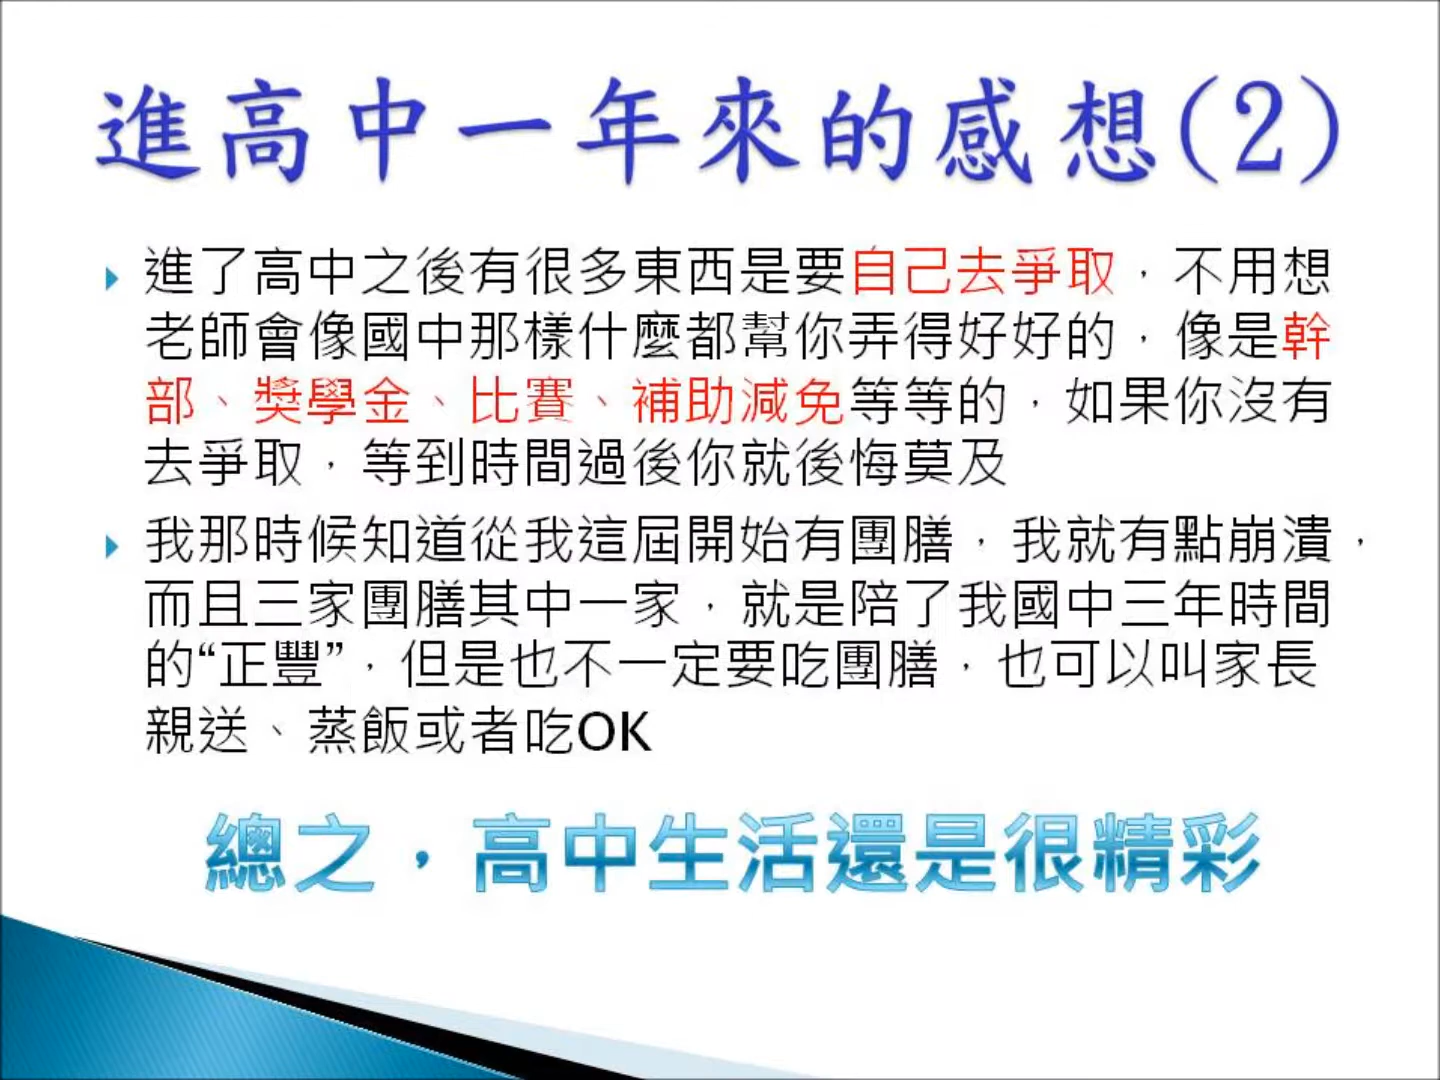 進高中一年來的感想(2)
進了高中之後有很多東西是要自己去爭取，不用想
老師會像國中那樣什麼都幫你弄得好好的，像是幹
部、獎學金、比賽、補助減免等等的，如果你沒有
去爭取，等到時間過後你就後悔莫及
我那時候知道從我這屆開始有團膳，我就有點崩潰，
而且三家團膳其中一家，就是陪了我國中三年時間
的“正豐”，但是也不一定要吃團膳，也可以叫家長
親送、蒸飯或者吃OK
總之，高中生活還是很精彩